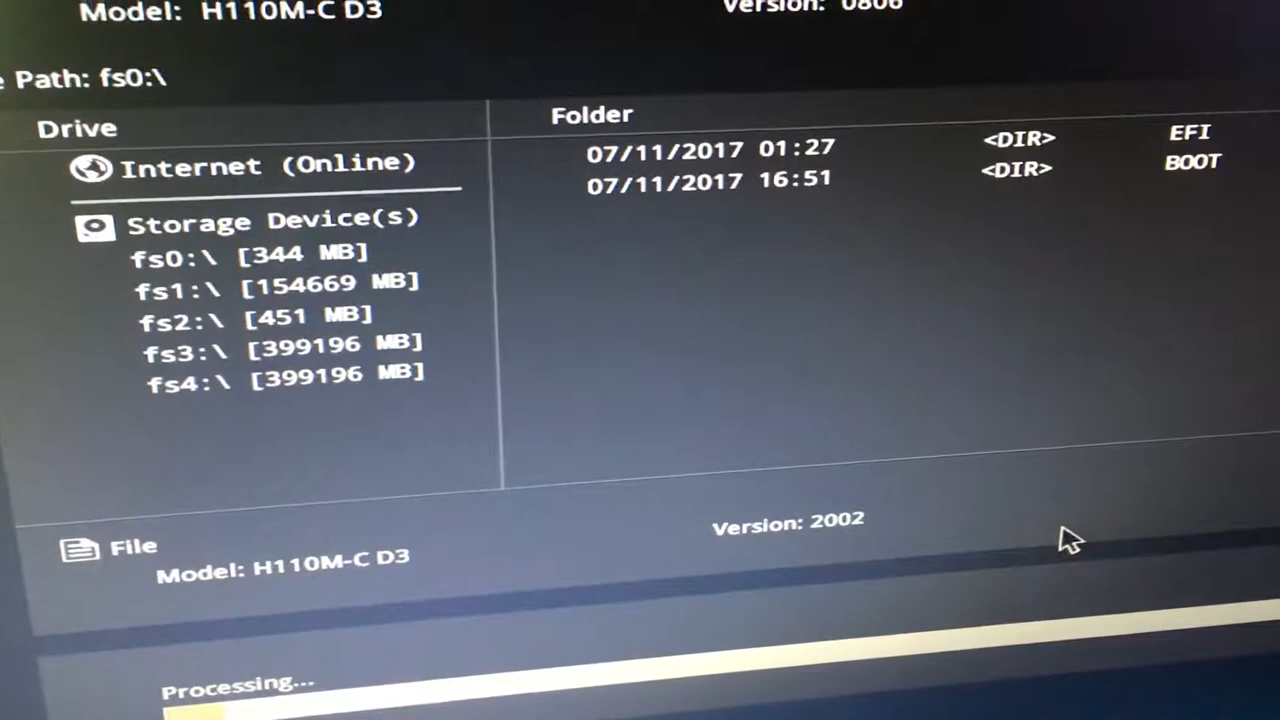 Model: H110M-C D3
Version: 0806
Path: fs0:\
Drive
Folder
Internet (Online)
07/11/2017 01:27 <DIR> EFI
07/11/2017 16:51 <DIR> BOOT
Storage Device(s)
fs0:\ [344 MB]
fs1:\ [154669 MB]
fs2:\ [451 MB]
fs3:\ [399196 MB]
fs4:\ [399196 MB]
File
Model: H110M-C D3
Version: 2002
Processing...